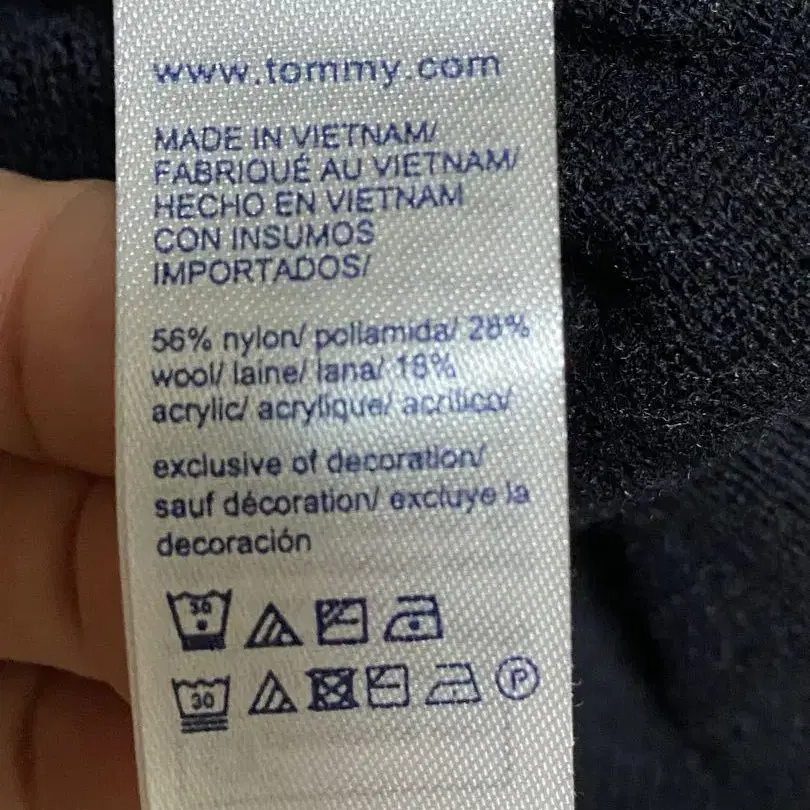 www.tommy.com
MADE IN VIETNAM/
FABRIQUÉ AU VIETNAM/
HECHO EN VIETNAM
CON INSUMOS
IMPORTADOS/
56% nylon/ poliamida/ 28%
wool/ laine/ lana/ 16%
acrylic/ acrylique/ acrílico/
exclusive of decoration/
sauf décoration/ excluye la
decoración
30
30 P